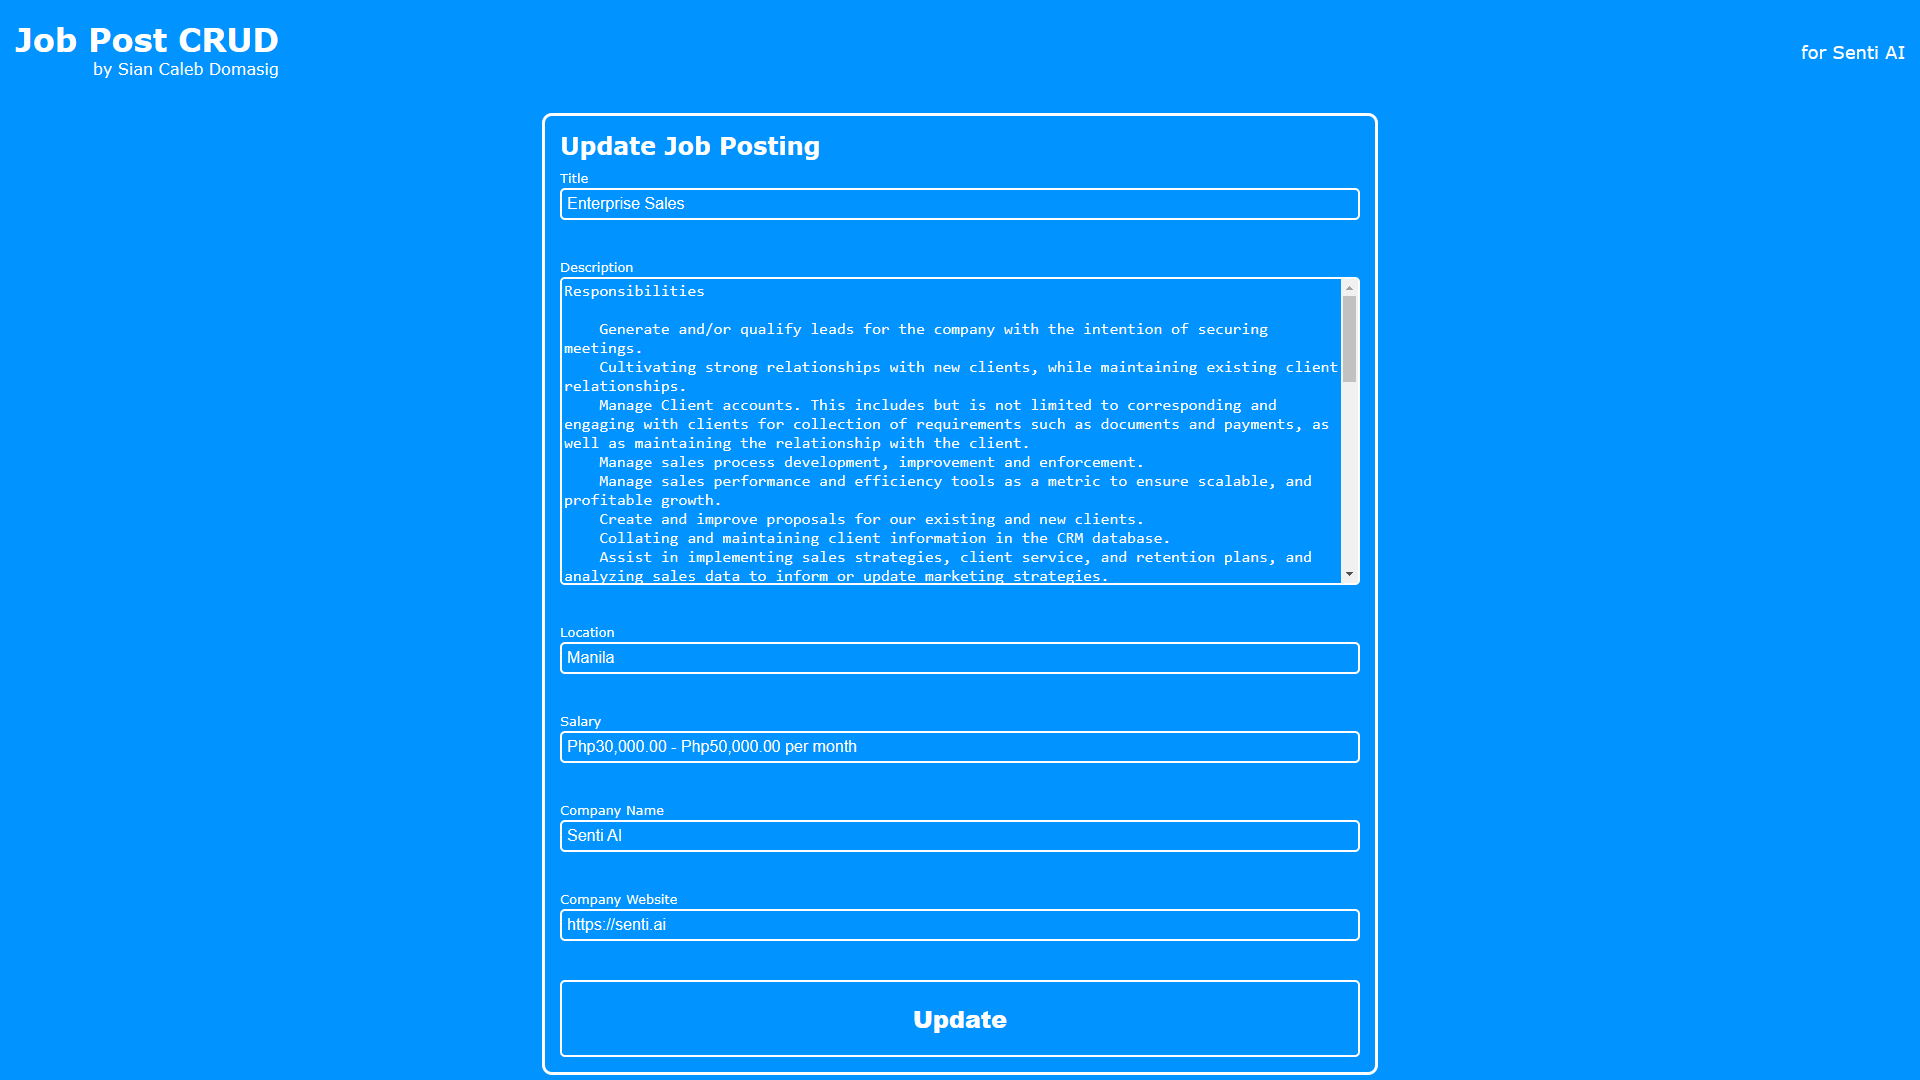 Job Post CRUD
by Sian Caleb Domasig
for Senti AI
Update Job Posting
Title
Enterprise Sales
Description
Responsibilities
Generate and/or qualify leads for the company with the intention of securing
meetings.
Cultivating strong relationships with new clients, while maintaining existing client
relationships.
Manage Client accounts. This includes but is not limited to corresponding and
engaging with clients for collection of requirements such as documents and payments, as
well as maintaining the relationship with the client.
Manage sales process development, improvement and enforcement.
Manage sales performance and efficiency tools as a metric to ensure scalable, and
profitable growth.
Create and improve proposals for our existing and new clients.
Collating and maintaining client information in the CRM database.
Assist in implementing sales strategies, client service, and retention plans, and
analyzing sales data to inform or update marketing strategies.
Location
Manila
Salary
Php30,000.00 - Php50,000.00 per month
Company Name
Senti AI
Company Website
https://senti.ai
Update